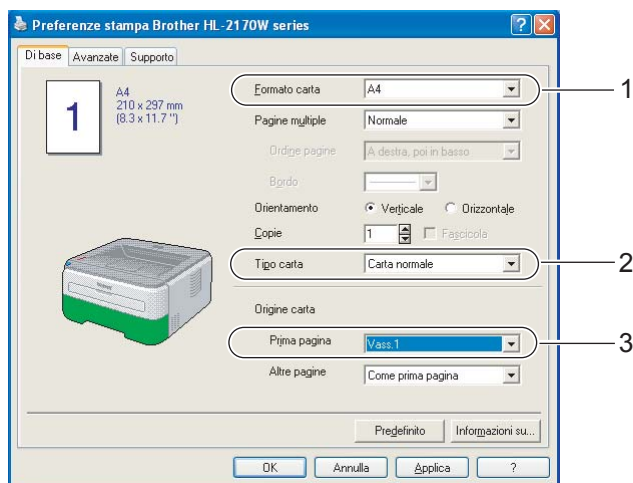 Preferenze stampa Brother HL-2170W series
Di base Avanzate Supporto
1
A4
210 x 297 mm
(8.3 x 11.7 ")
Formato carta A4 1
Pagine multiple Normale
Ordine pagine A destra, poi in basso
Bordo
Orientamento Verticale Orizzontale
Copie 1 Fascicola
Tipo carta Carta normale 2
Origine carta
Prima pagina Vass.1 3
Altre pagine Come prima pagina
Predefinito Informazioni su...
OK Annulla Applica ?